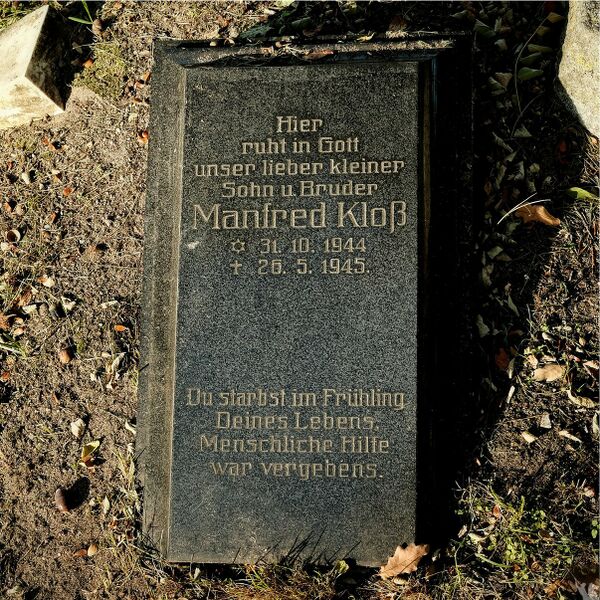 Hier
ruht in Gott
unser lieber kleiner
Sohn u. Bruder
Manfred Kloß
✡ 31. 10. 1944
✝ 26. 5. 1945.
Du starbst im Frühling
Deines Lebens.
Menschliche Hilfe
war vergebens.